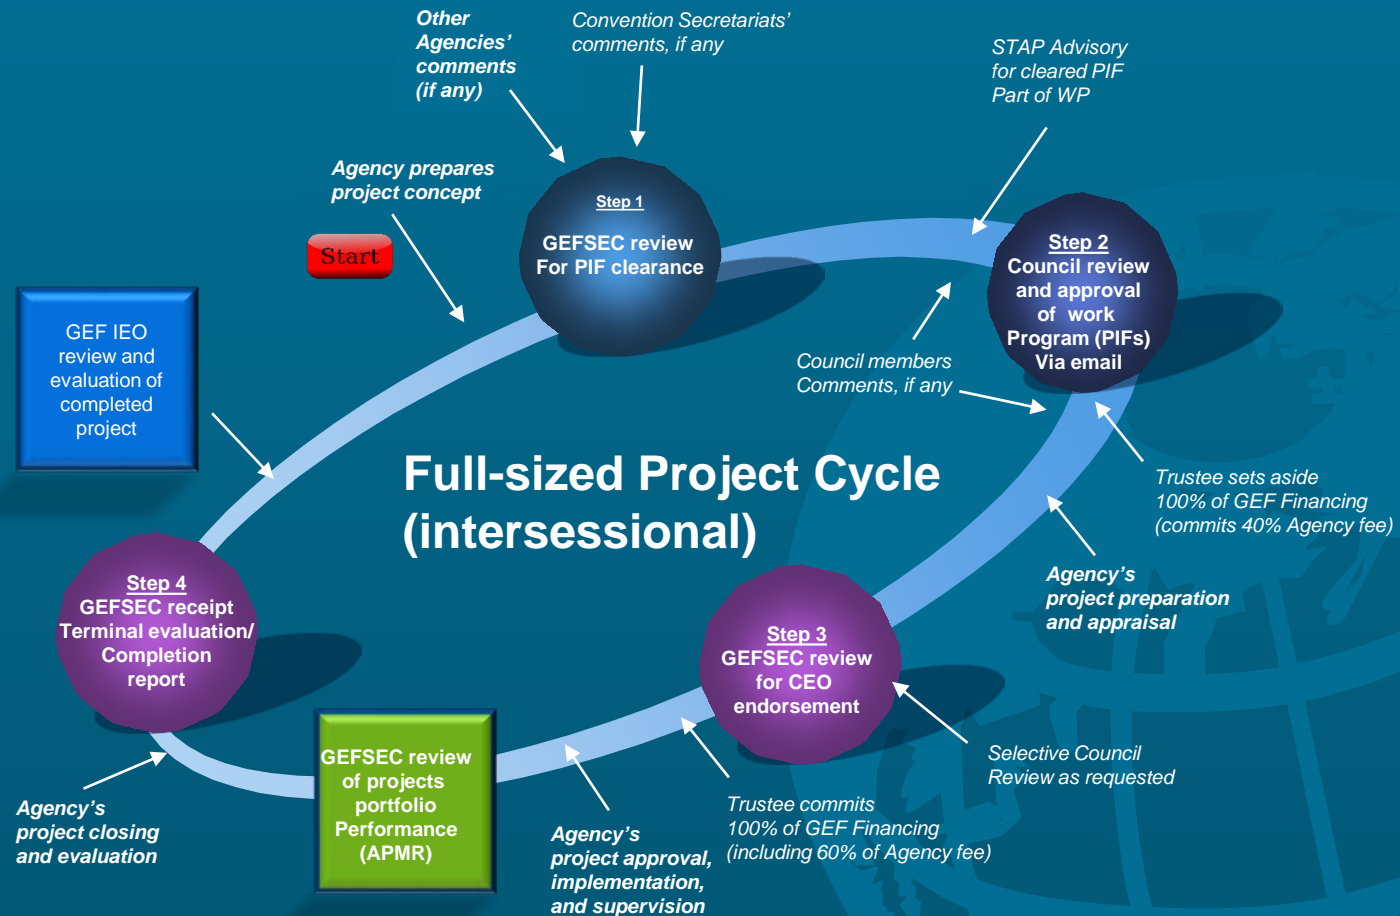 Other
Agencies'
comments
(if any)
Convention Secretariats'
comments, if any
STAP Advisory
for cleared PIF
Part of WP
Agency prepares
project concept
Start
Step 1
GEFSEC review
For PIF clearance
Step 2
Council review
and approval
of work
Program (PIFs)
Via email
GEF IEO
review and
evaluation of
completed
project
Council members
Comments, if any
Full-sized Project Cycle
(intersessional)
Trustee sets aside
100% of GEF Financing
(commits 40% Agency fee)
Agency's
project preparation
and appraisal
Step 4
GEFSEC receipt
Terminal evaluation/
Completion
report
Step 3
GEFSEC review
for CEO
endorsement
Selective Council
Review as requested
GEFSEC review
of projects
portfolio
Performance
(APMR)
Agency's
project closing
and evaluation
Trustee commits
100% of GEF Financing
(including 60% of Agency fee)
Agency's
project approval,
implementation,
and supervision